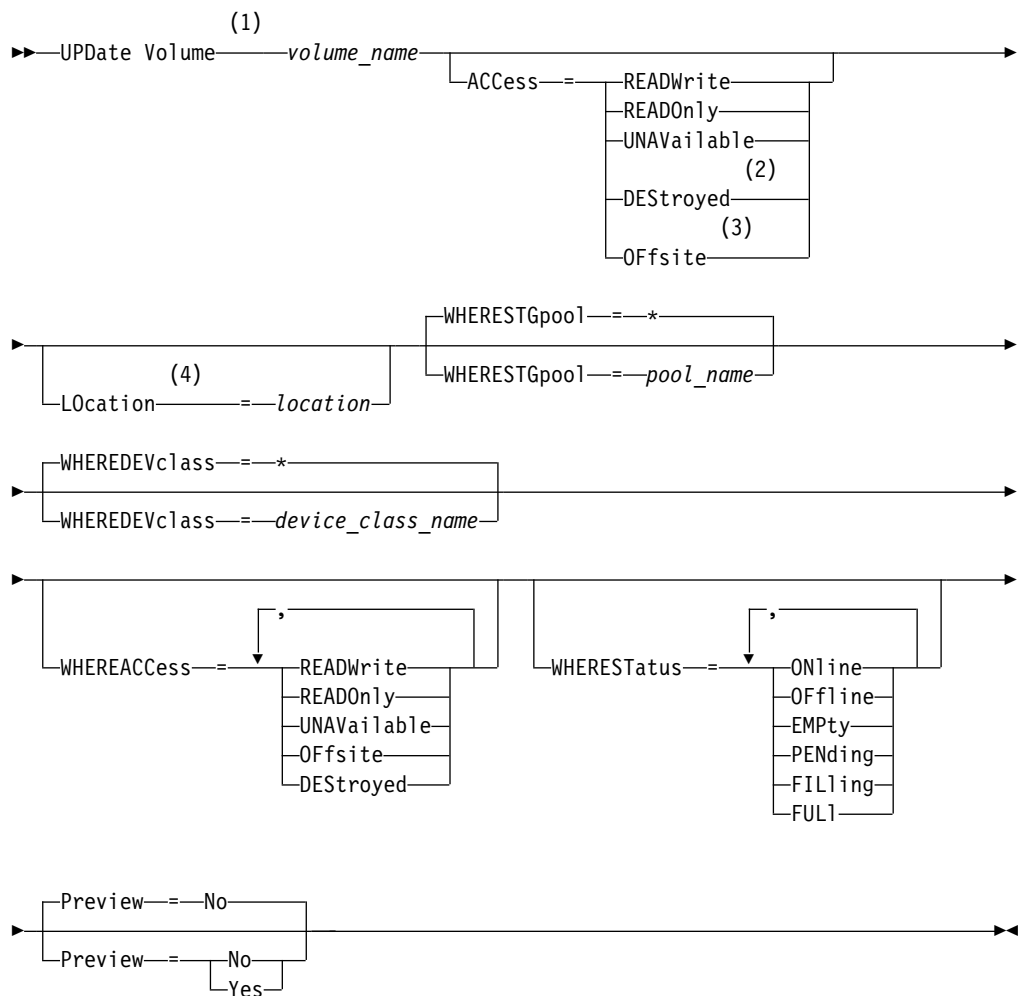 (1)
UPDate Volume volume_name
ACCess = READWrite
READOnly
UNAVailable
(2)
DEStroyed
(3)
OFfsite
WHERESTGpool = *
(4)
LOcation = location
WHERESTGpool = pool_name
WHEREDEVclass = *
WHEREDEVclass = device_class_name
,
WHEREACCess = READWrite
READOnly
UNAVailable
OFfsite
DEStroyed
,
WHERESTatus = ONline
OFfline
EMPty
PENding
FILling
FULl
Preview = No
Preview = No
Yes